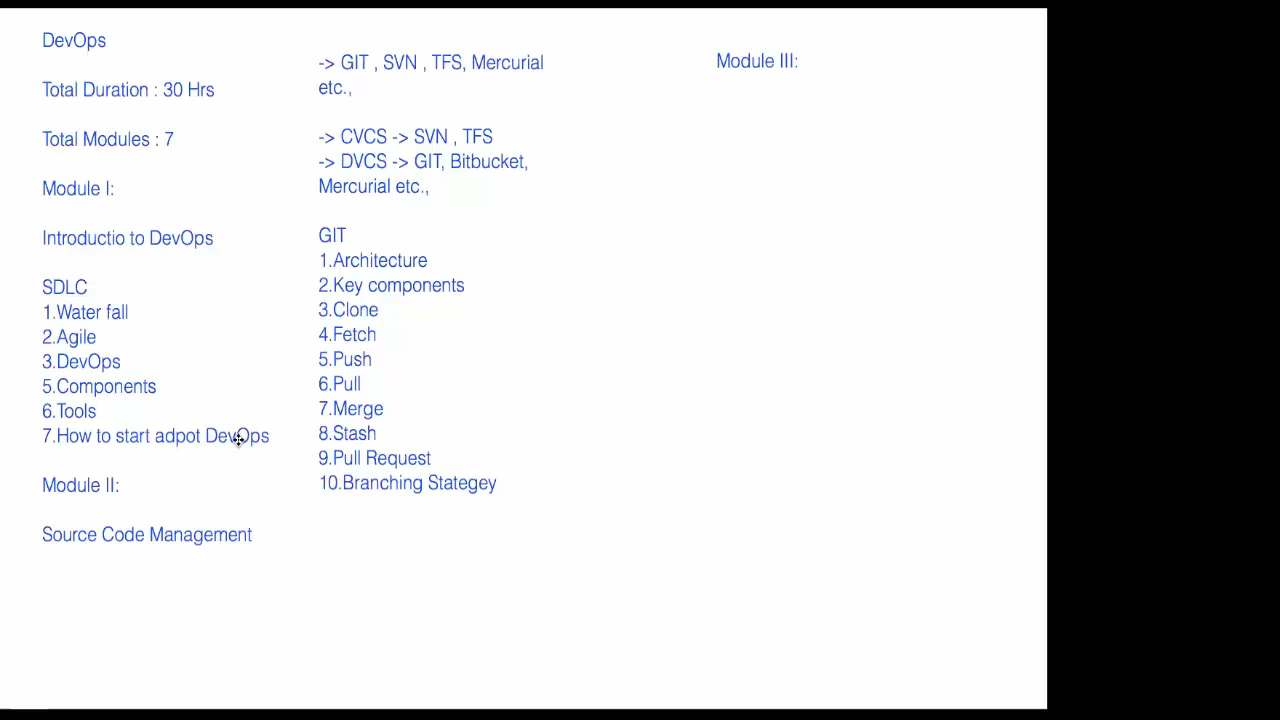 DevOps
Total Duration : 30 Hrs
Total Modules : 7
Module I:
Introductio to DevOps
SDLC
1.Water fall
2.Agile
3.DevOps
5.Components
6.Tools
7.How to start adpot DevOps
Module II:
Source Code Management
-> GIT , SVN , TFS, Mercurial
etc.,
-> CVCS -> SVN , TFS
-> DVCS -> GIT, Bitbucket,
Mercurial etc.,
GIT
1.Architecture
2.Key components
3.Clone
4.Fetch
5.Push
6.Pull
7.Merge
8.Stash
9.Pull Request
10.Branching Stategey
Module III: